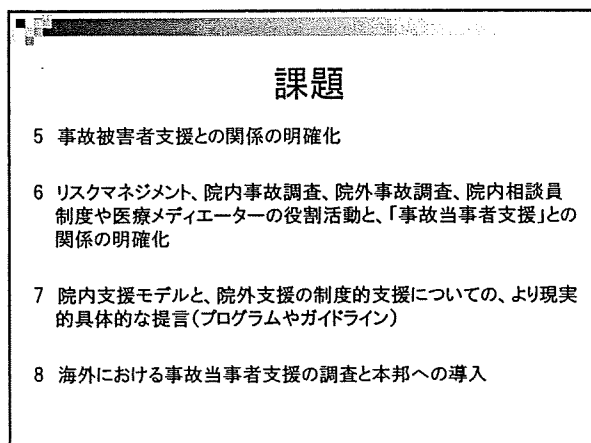 課題
5 事故被害者支援との関係の明確化
6 リスクマネジメント、院内事故調査、院外事故調査、院内相談員
制度や医療メディエーターの役割活動と、「事故当事者支援」との
関係の明確化
7 院内支援モデルと、院外支援の制度的支援についての、より現実
的具体的な提言(プログラムやガイドライン)
8 海外における事故当事者支援の調査と本邦への導入